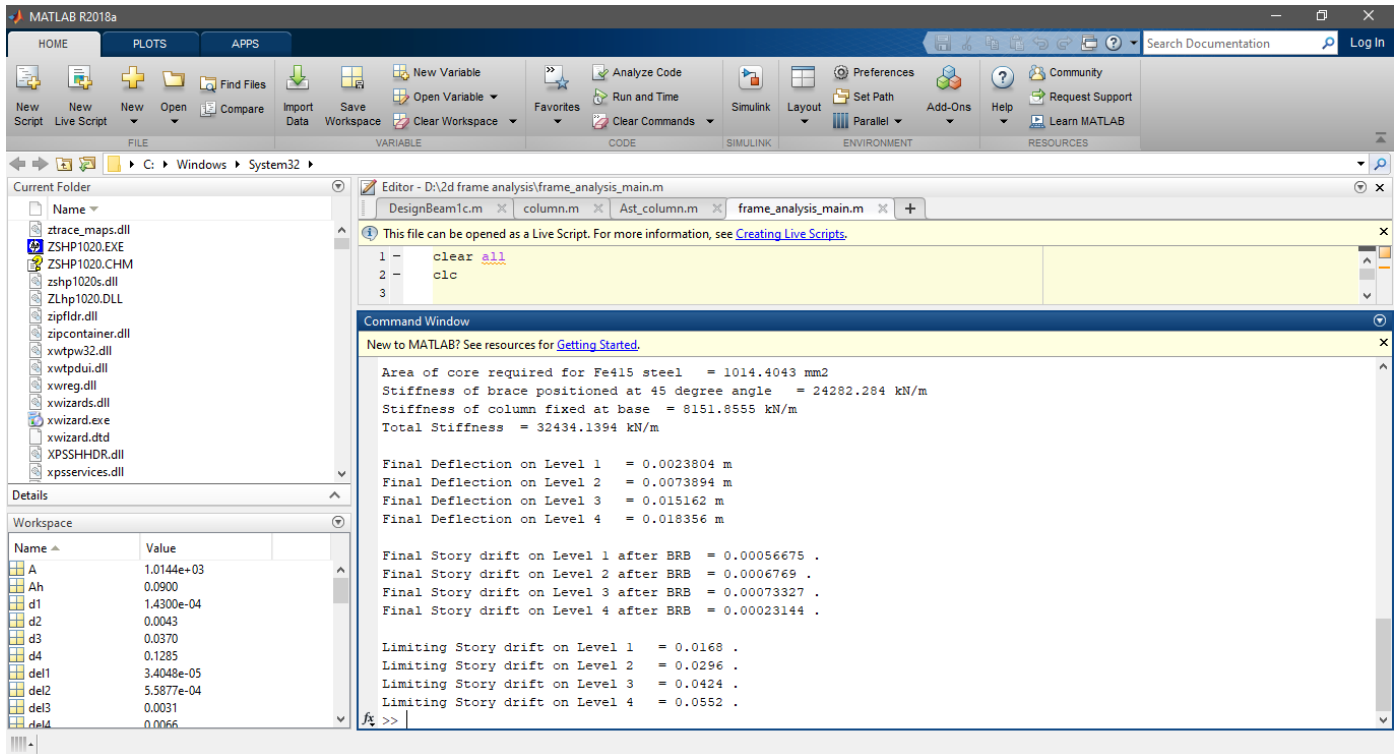 MATLAB R2018a
HOME PLOTS APPS Search Documentation Log In
New Script New Live Script New Open Find Files Compare Import Data Save Workspace New Variable Open Variable Clear Workspace Favorites Analyze Code Run and Time Clear Commands Simulink Layout Preferences Set Path Parallel Add-Ons Help Community Request Support Learn MATLAB
FILE VARIABLE CODE SIMULINK ENVIRONMENT RESOURCES
C: Windows System32
Current Folder
Name
ztrace_maps.dll
ZSHP1020.EXE
ZSHP1020.CHM
zshp1020s.dll
ZLhp1020.DLL
zipfldr.dll
zipcontainer.dll
xwtpw32.dll
xwtpdui.dll
xwreg.dll
xwizards.dll
xwizard.exe
xwizard.dtd
XPSSHHDR.dll
xpsservices.dll
Details
Workspace
Name Value
A 1.0144e+03
Ah 0.0900
d1 1.4300e-04
d2 0.0043
d3 0.0370
d4 0.1285
del1 3.4048e-05
del2 5.5877e-04
del3 0.0031
del4 0.0066
Editor - D:\2d frame analysis\frame_analysis_main.m
DesignBeam1c.m column.m Ast_column.m frame_analysis_main.m +
This file can be opened as a Live Script. For more information, see Creating Live Scripts.
1 - clear all
2 - clc
3
Command Window
New to MATLAB? See resources for Getting Started.
Area of core required for Fe415 steel = 1014.4043 mm2
Stiffness of brace positioned at 45 degree angle = 24282.284 kN/m
Stiffness of column fixed at base = 8151.8555 kN/m
Total Stiffness = 32434.1394 kN/m
Final Deflection on Level 1 = 0.0023804 m
Final Deflection on Level 2 = 0.0073894 m
Final Deflection on Level 3 = 0.015162 m
Final Deflection on Level 4 = 0.018356 m
Final Story drift on Level 1 after BRB = 0.00056675 .
Final Story drift on Level 2 after BRB = 0.0006769 .
Final Story drift on Level 3 after BRB = 0.00073327 .
Final Story drift on Level 4 after BRB = 0.00023144 .
Limiting Story drift on Level 1 = 0.0168 .
Limiting Story drift on Level 2 = 0.0296 .
Limiting Story drift on Level 3 = 0.0424 .
Limiting Story drift on Level 4 = 0.0552 .
fx >>